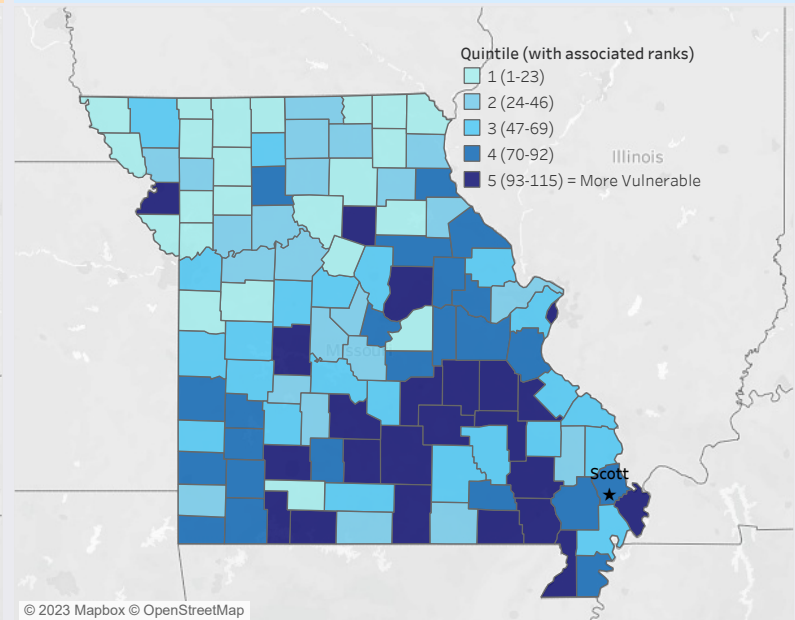 Quintile (with associated ranks)
1 (1-23)
2 (24-46)
3 (47-69)
4 (70-92)
5 (93-115) = More Vulnerable
Illinois
Missouri
Scott
© 2023 Mapbox © OpenStreetMap